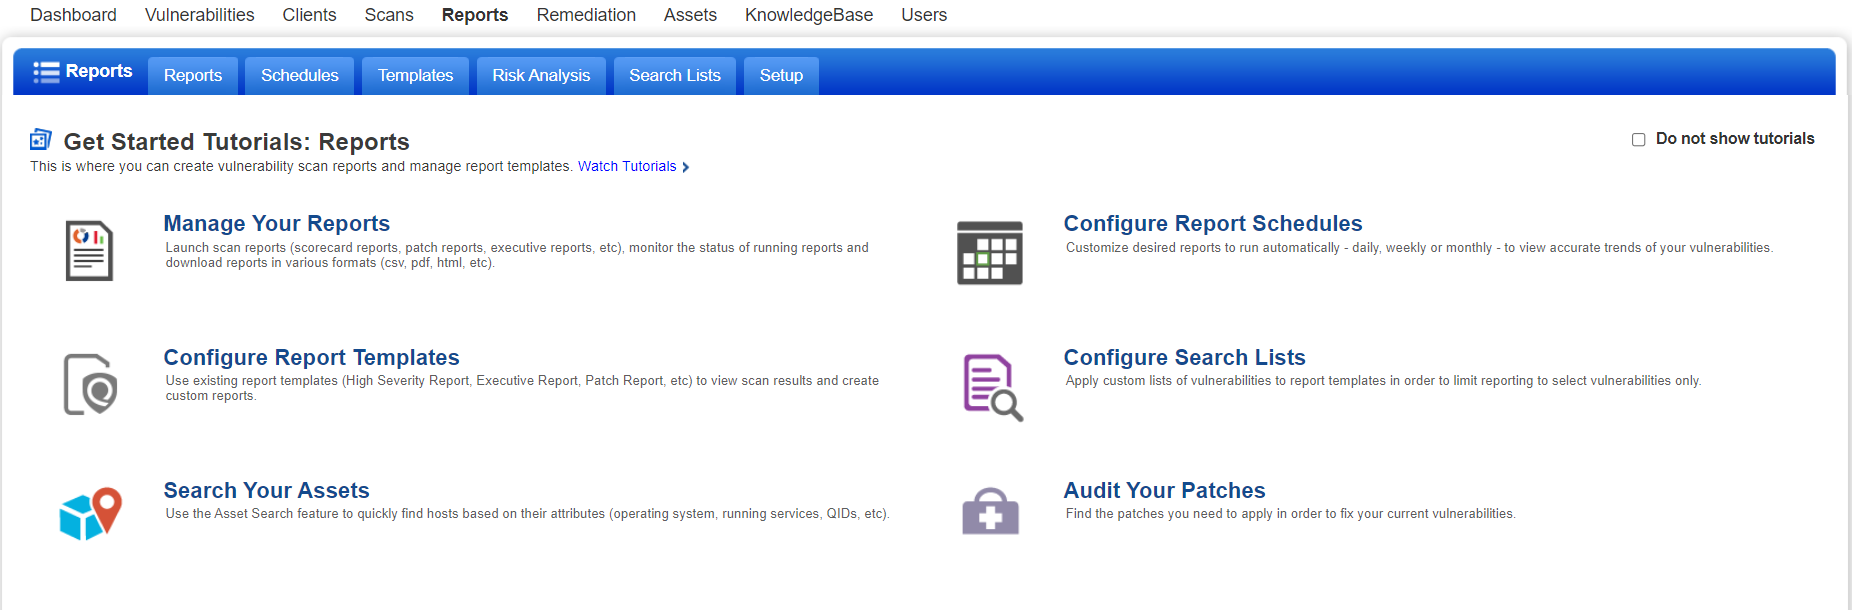 Dashboard Vulnerabilities Clients Scans Reports Remediation Assets KnowledgeBase Users
Reports Reports Schedules Templates Risk Analysis Search Lists Setup
Get Started Tutorials: Reports
Do not show tutorials
This is where you can create vulnerability scan reports and manage report templates. Watch Tutorials
Manage Your Reports
Launch scan reports (scorecard reports, patch reports, executive reports, etc), monitor the status of running reports and
download reports in various formats (csv, pdf, html, etc).
Configure Report Schedules
Customize desired reports to run automatically - daily, weekly or monthly - to view accurate trends of your vulnerabilities.
Configure Report Templates
Use existing report templates (High Severity Report, Executive Report, Patch Report, etc) to view scan results and create
custom reports.
Configure Search Lists
Apply custom lists of vulnerabilities to report templates in order to limit reporting to select vulnerabilities only.
Search Your Assets
Use the Asset Search feature to quickly find hosts based on their attributes (operating system, running services, QIDs, etc).
Audit Your Patches
Find the patches you need to apply in order to fix your current vulnerabilities.